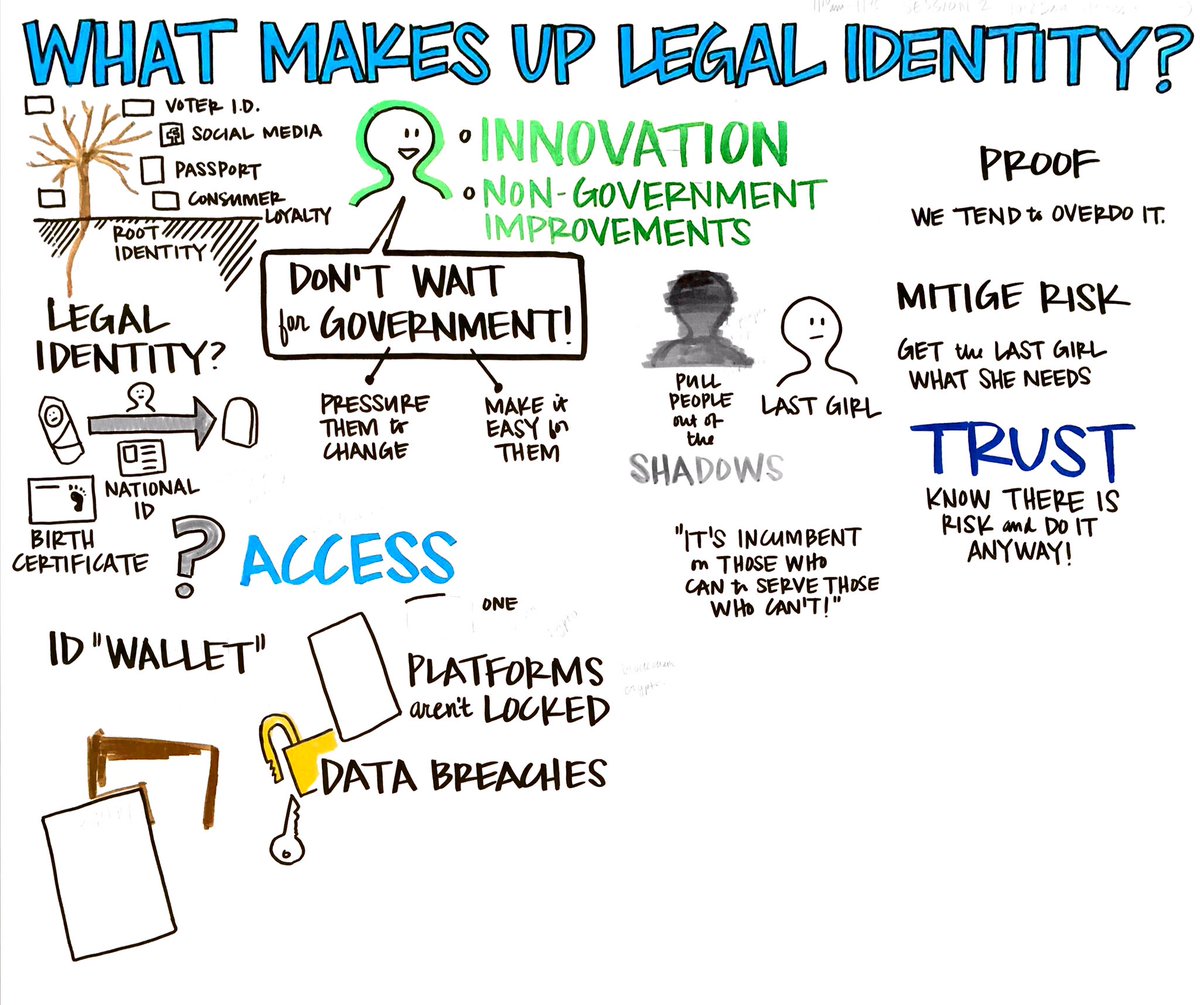 WHAT MAKES UP LEGAL IDENTITY?
VOTER I.D.
SOCIAL MEDIA
PASSPORT
CONSUMER
LOYALTY
ROOT
IDENTITY
LEGAL
IDENTITY?
NATIONAL
ID
BIRTH
CERTIFICATE
?
INNOVATION
NON-GOVERNMENT
IMPROVEMENTS
DON'T WAIT
for GOVERNMENT!
PRESSURE
THEM to
CHANGE
MAKE it
EASY for
THEM
PULL
PEOPLE
out of
the
SHADOWS
LAST GIRL
"IT'S INCUMBENT
on THOSE WHO
CAN to SERVE THOSE
WHO CAN'T!"
PROOF
WE TEND to OVERDO IT.
MITIGE RISK
GET the LAST GIRL
WHAT SHE NEEDS
TRUST
KNOW THERE IS
RISK and DO IT
ANYWAY!
ACCESS
ONE
ID "WALLET"
PLATFORMS
aren't LOCKED
DATA BREACHES